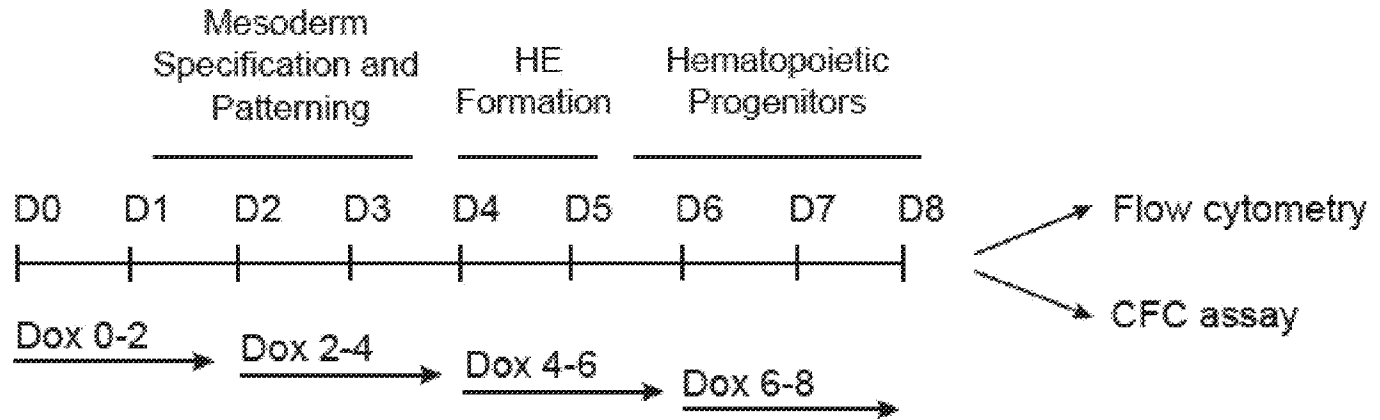 Mesoderm
Specification and
Patterning
HE
Formation
Hematopoietic
Progenitors
D0 D1 D2 D3 D4 D5 D6 D7 D8
Flow cytometry
CFC assay
Dox 0-2
Dox 2-4
Dox 4-6
Dox 6-8